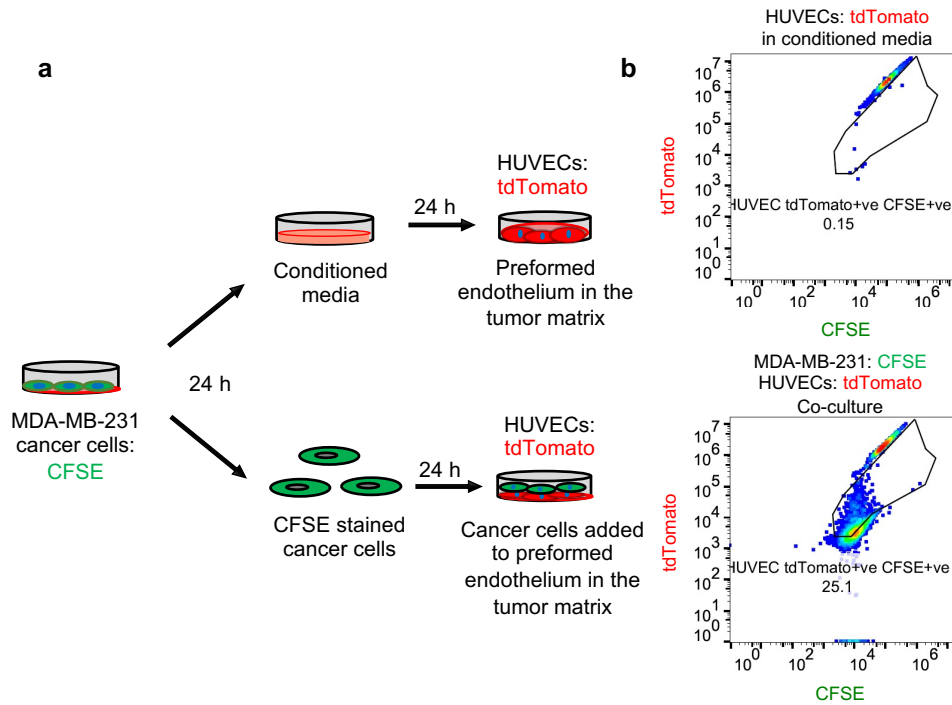 a
MDA-MB-231
cancer cells:
CFSE
24 h
Conditioned
media
24 h
HUVECs:
tdTomato
Preformed
endothelium in the
tumor matrix
CFSE stained
cancer cells
24 h
HUVECs:
tdTomato
Cancer cells added
to preformed
endothelium in the
tumor matrix
b
HUVECs: tdTomato
in conditioned media
tdTomato
10^7
10^6
10^5
10^4
10^3
10^2
10^1
10^0
HUVEC tdTomato+ve CFSE+ve
0.15
10^0 10^2 10^4 10^6
CFSE
MDA-MB-231: CFSE
HUVECs: tdTomato
Co-culture
tdTomato
10^7
10^6
10^5
10^4
10^3
10^2
10^1
10^0
HUVEC tdTomato+ve CFSE+ve
25.1
10^0 10^2 10^4 10^6
CFSE